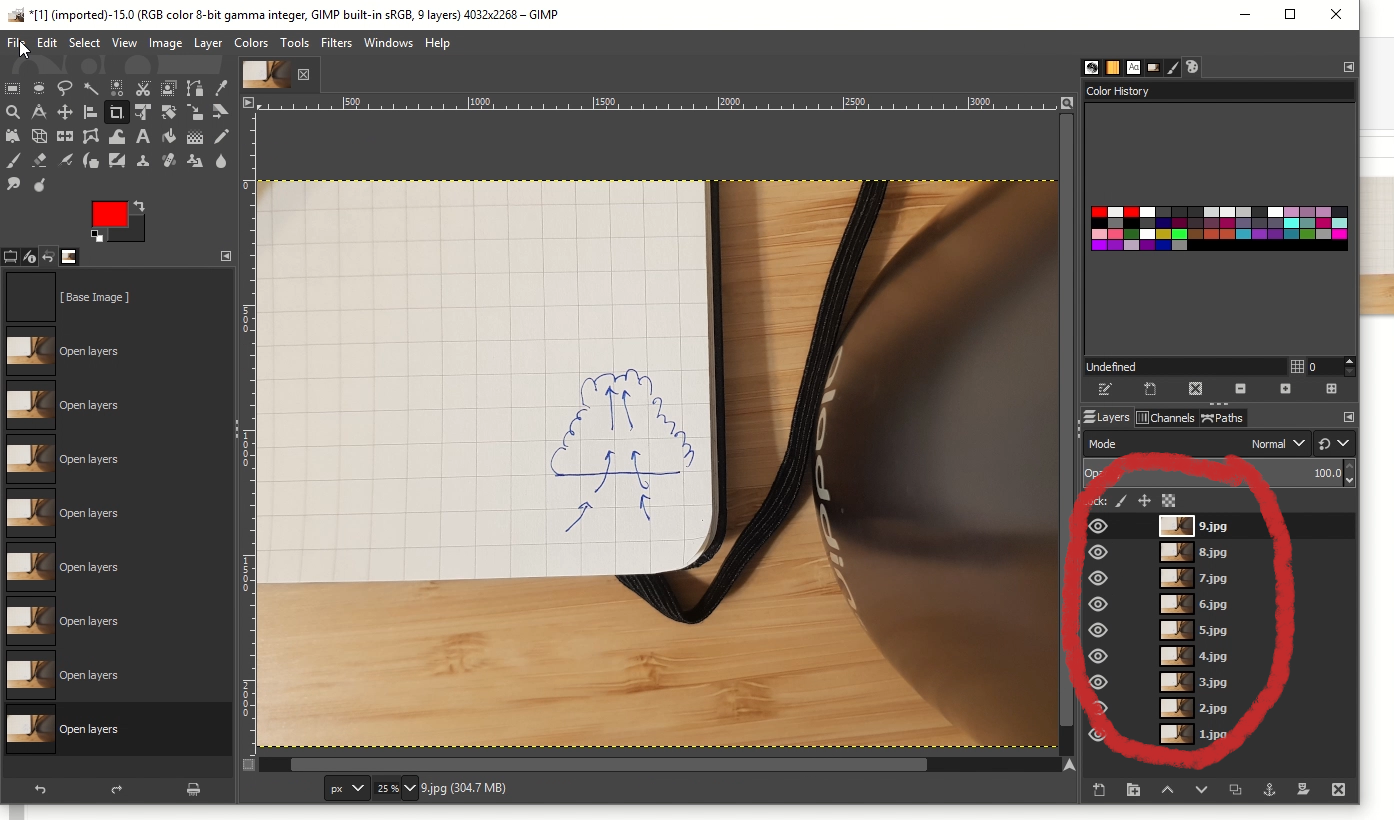 *[1] (imported)-15.0 (RGB color 8-bit gamma integer, GIMP built-in sRGB, 9 layers) 4032x2268 – GIMP
File Edit Select View Image Layer Colors Tools Filters Windows Help
500 1000 1500 2000 2500 3000
0
500
1000
1500
2000
[ Base Image ]
Open layers
Open layers
Open layers
Open layers
Open layers
Open layers
Open layers
Open layers
px 25 % 9.jpg (304.7 MB)
Aa
Color History
Undefined 0
Layers Channels Paths
Mode Normal
100.0
9.jpg
8.jpg
7.jpg
6.jpg
5.jpg
4.jpg
3.jpg
2.jpg
1.jpg